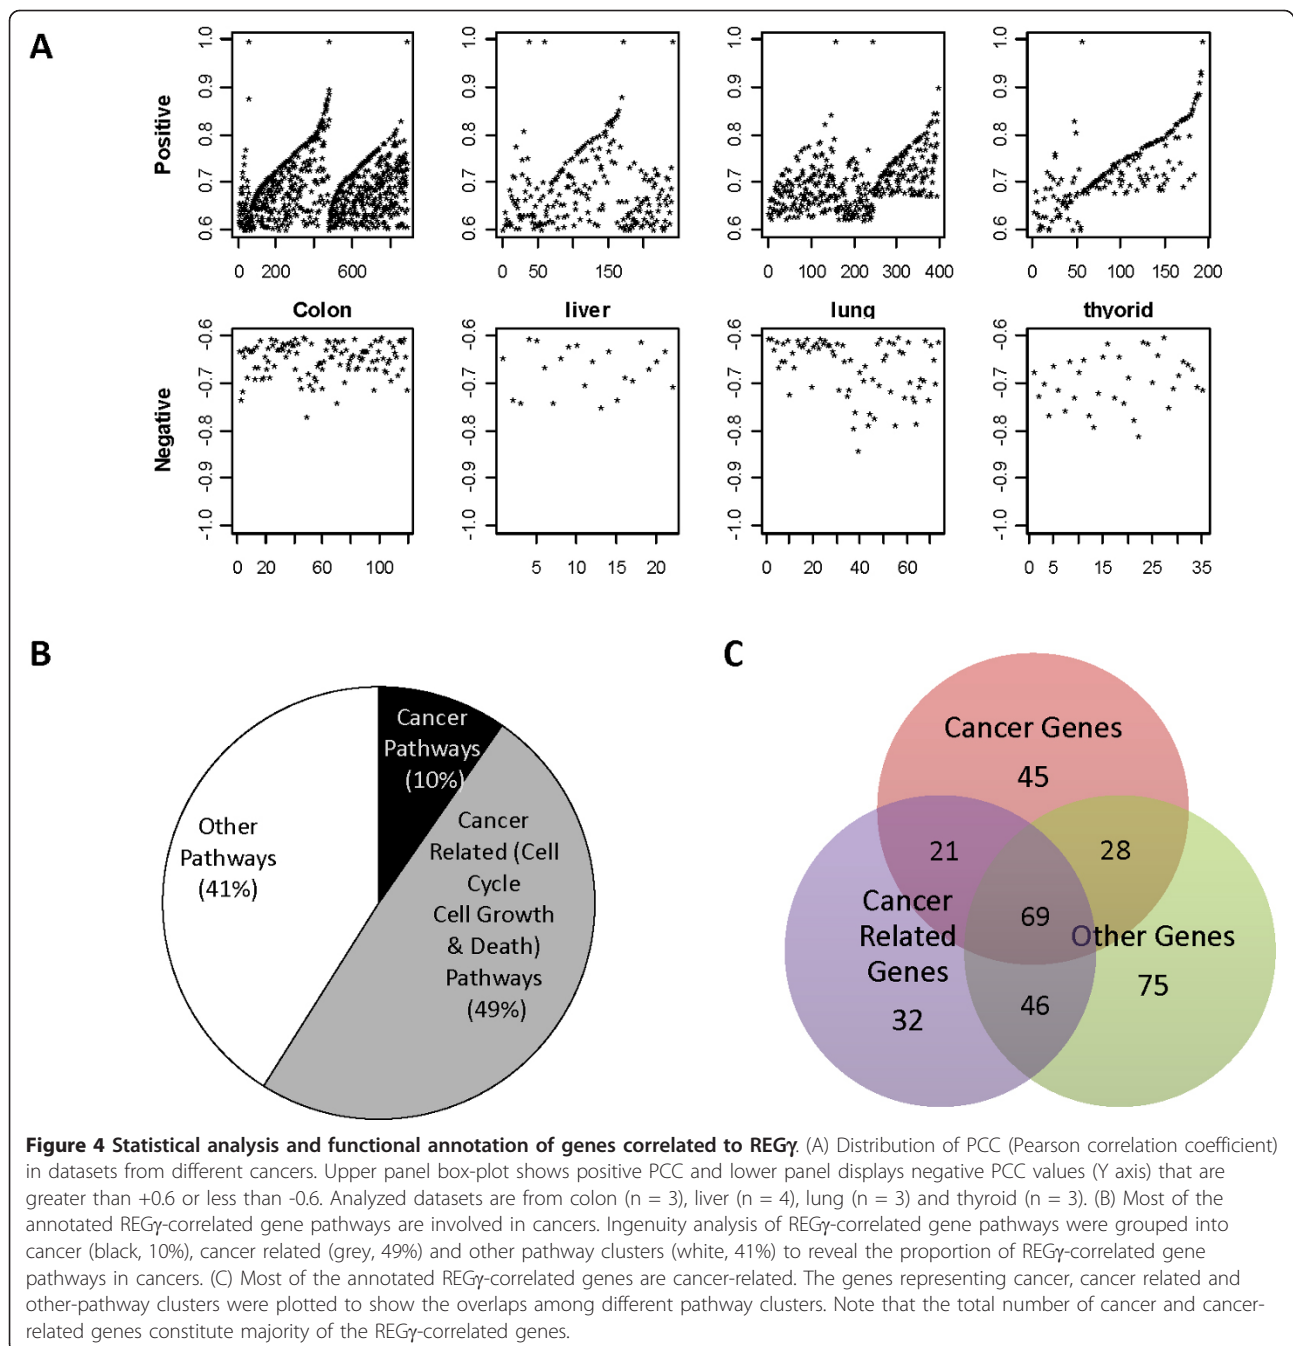 A
Positive
1.0
0.9
0.8
0.7
0.6
0 200 600
1.0
0.9
0.8
0.7
0.6
50 150
1.0
0.9
0.8
0.7
0.6
0 100 200 300 400
1.0
0.9
0.8
0.7
0.6
0 50 100 150 200
Colon
liver
lung
thyorid
Negative
-0.6
-0.7
-0.8
-0.9
-1.0
0 20 60 100
-0.6
-0.7
-0.8
-0.9
-1.0
5 10 15 20
-0.6
-0.7
-0.8
-0.9
-1.0
0 20 40 60
-0.6
-0.7
-0.8
-0.9
-1.0
0 5 15 25 35
B
Cancer
Pathways
(10%)
Cancer
Related (Cell
Cycle
Cell Growth
& Death)
Pathways
(49%)
Other
Pathways
(41%)
C
Cancer Genes
45
21
28
69
Cancer
Related
Genes
32
46
Other Genes
75
Figure 4 Statistical analysis and functional annotation of genes correlated to REGγ. (A) Distribution of PCC (Pearson correlation coefficient)
in datasets from different cancers. Upper panel box-plot shows positive PCC and lower panel displays negative PCC values (Y axis) that are
greater than +0.6 or less than -0.6. Analyzed datasets are from colon (n = 3), liver (n = 4), lung (n = 3) and thyroid (n = 3). (B) Most of the
annotated REGγ-correlated gene pathways are involved in cancers. Ingenuity analysis of REGγ-correlated gene pathways were grouped into
cancer (black, 10%), cancer related (grey, 49%) and other pathway clusters (white, 41%) to reveal the proportion of REGγ-correlated gene
pathways in cancers. (C) Most of the annotated REGγ-correlated genes are cancer-related. The genes representing cancer, cancer related and
other-pathway clusters were plotted to show the overlaps among different pathway clusters. Note that the total number of cancer and cancer-
related genes constitute majority of the REGγ-correlated genes.